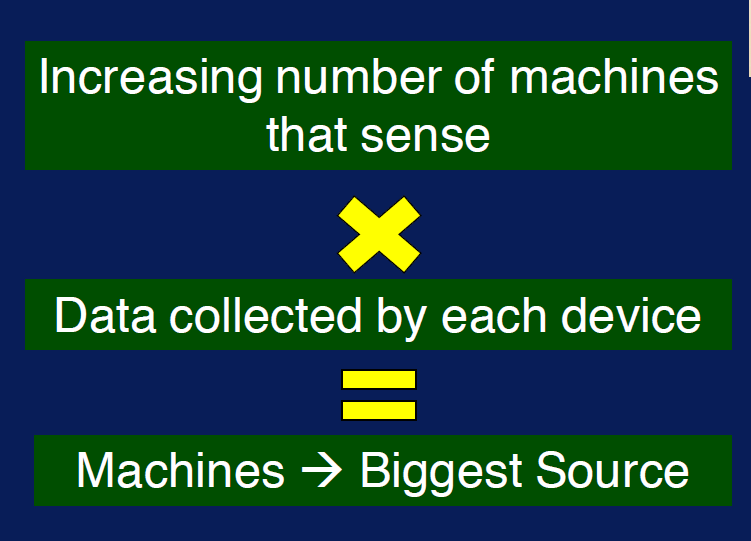 Increasing number of machines
that sense
Data collected by each device
Machines → Biggest Source